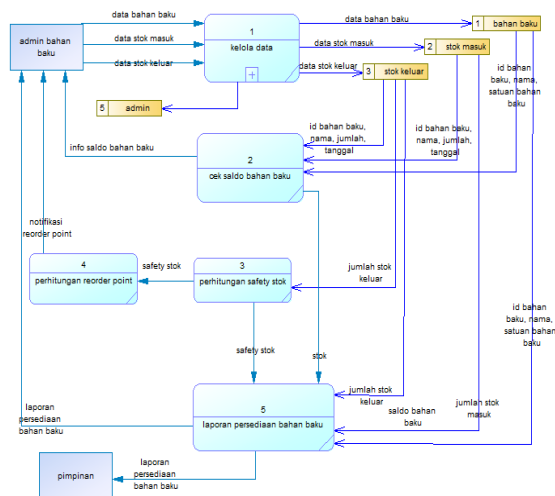 data bahan baku
data bahan baku
1
1 bahan baku
admin bahan
baku
data stok masuk
kelola data
data stok masuk
2 stok masuk
data stok keluar
data stok keluar
3 stok keluar
5 admin
id bahan
baku, nama,
satuan bahan
baku
id bahan baku,
nama, jumlah,
tanggal
id bahan baku,
nama, jumlah,
tanggal
info saldo bahan baku
2
cek saldo bahan baku
notifikasi
reorder point
4
perhitungan reorder point
safety stok
3
perhitungan safety stok
jumlah stok
keluar
id bahan
baku, nama,
satuan bahan
baku
safety stok
stok
jumlah stok
keluar
saldo bahan
baku
jumlah stok
masuk
laporan
persediaan
bahan baku
5
laporan persediaan bahan baku
pimpinan
laporan
persediaan
bahan baku